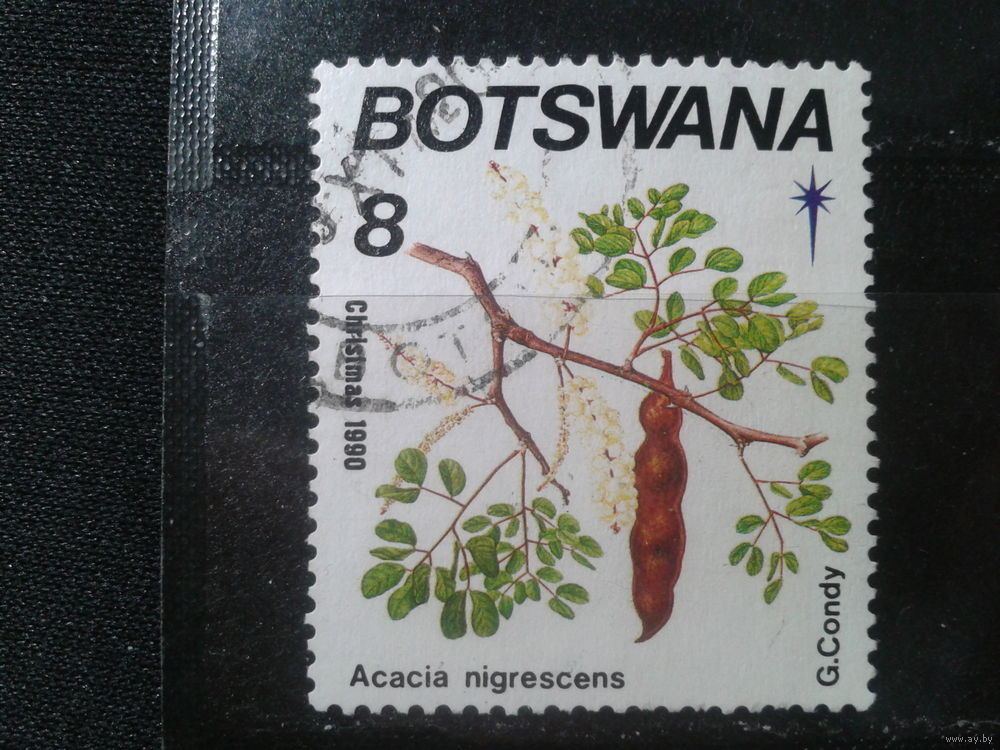 BOTSWANA
8
Christmas 1990
G.Condy
Acacia nigrescens
www.ay.by